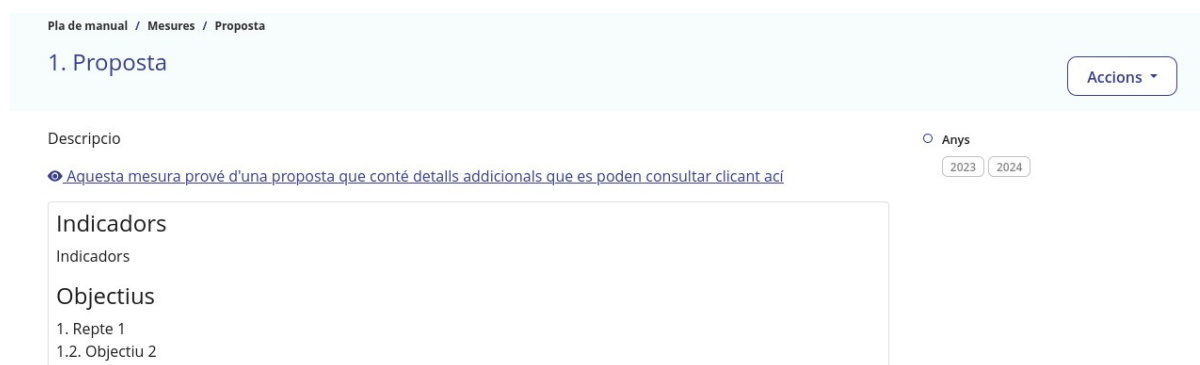 Pla de manual / Mesures / Proposta
1. Proposta
Accions
Descripcio
Aquesta mesura prové d'una proposta que conté detalls addicionals que es poden consultar clicant ací
Indicadors
Indicadors
Objectius
1. Repte 1
1.2. Objectiu 2
Anys
2023 2024